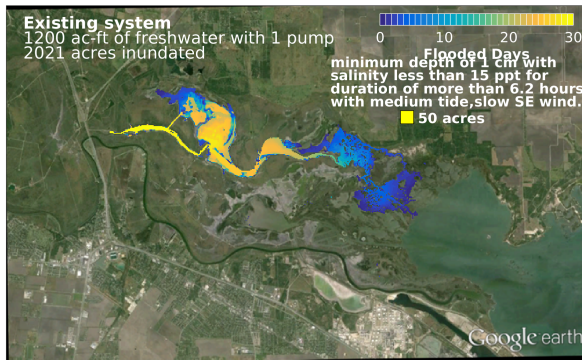 Existing system
1200 ac-ft of freshwater with 1 pump
2021 acres inundated
0 10 20 30
Flooded Days
minimum depth of 1 cm with
salinity less than 15 ppt for
duration of more than 6.2 hours
with medium tide,slow SE wind.
50 acres
Google earth